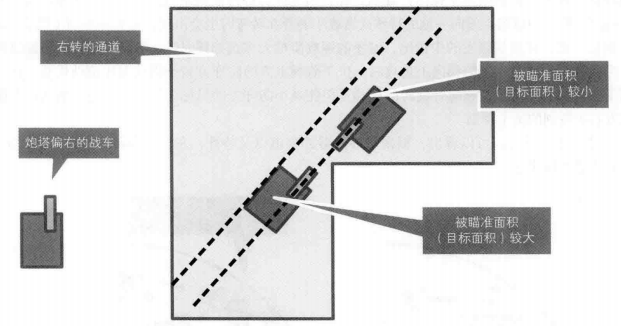 右转的通道
被瞄准面积
（目标面积）较小
炮塔偏右的战车
被瞄准面积
（目标面积）较大